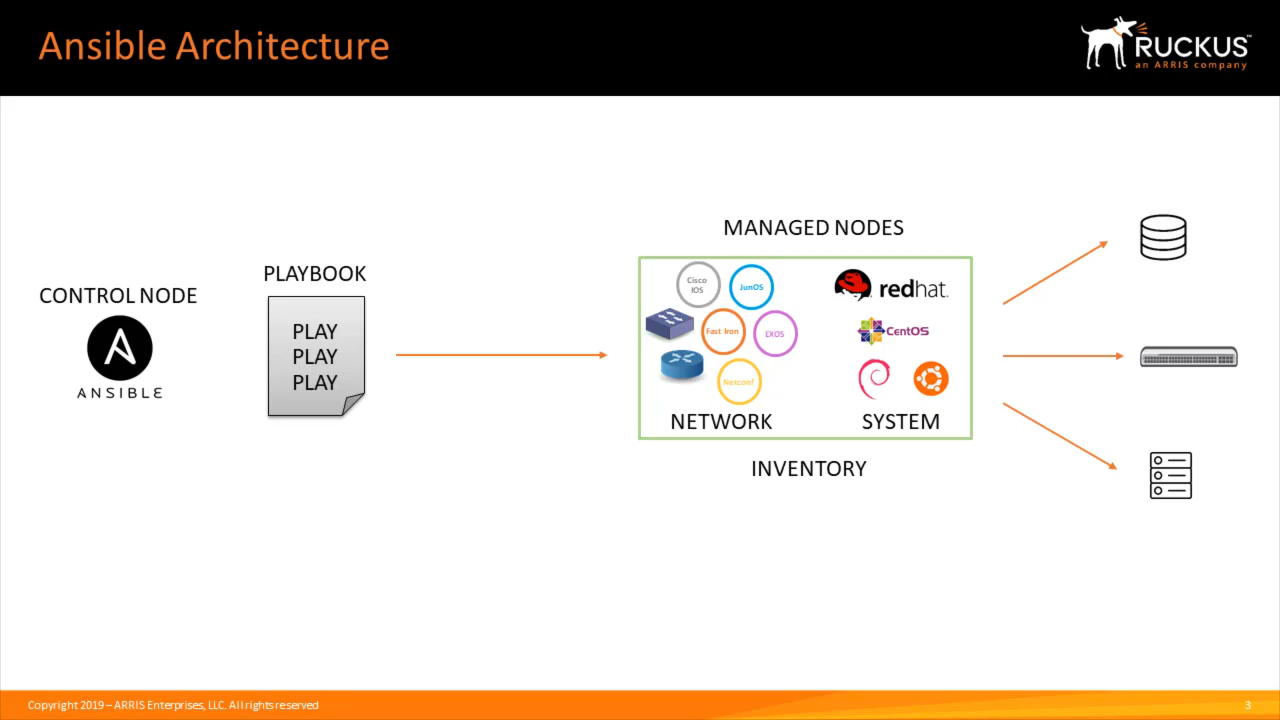 Ansible Architecture
RUCKUS™
an ARRIS company
MANAGED NODES
PLAYBOOK
CONTROL NODE
PLAY
PLAY
PLAY
ANSIBLE
Cisco
IOS
JunOS
Fast Iron
EXOS
Netconf
NETWORK
redhat.
CentOS
SYSTEM
INVENTORY
Copyright 2019 – ARRIS Enterprises, LLC. All rights reserved
3